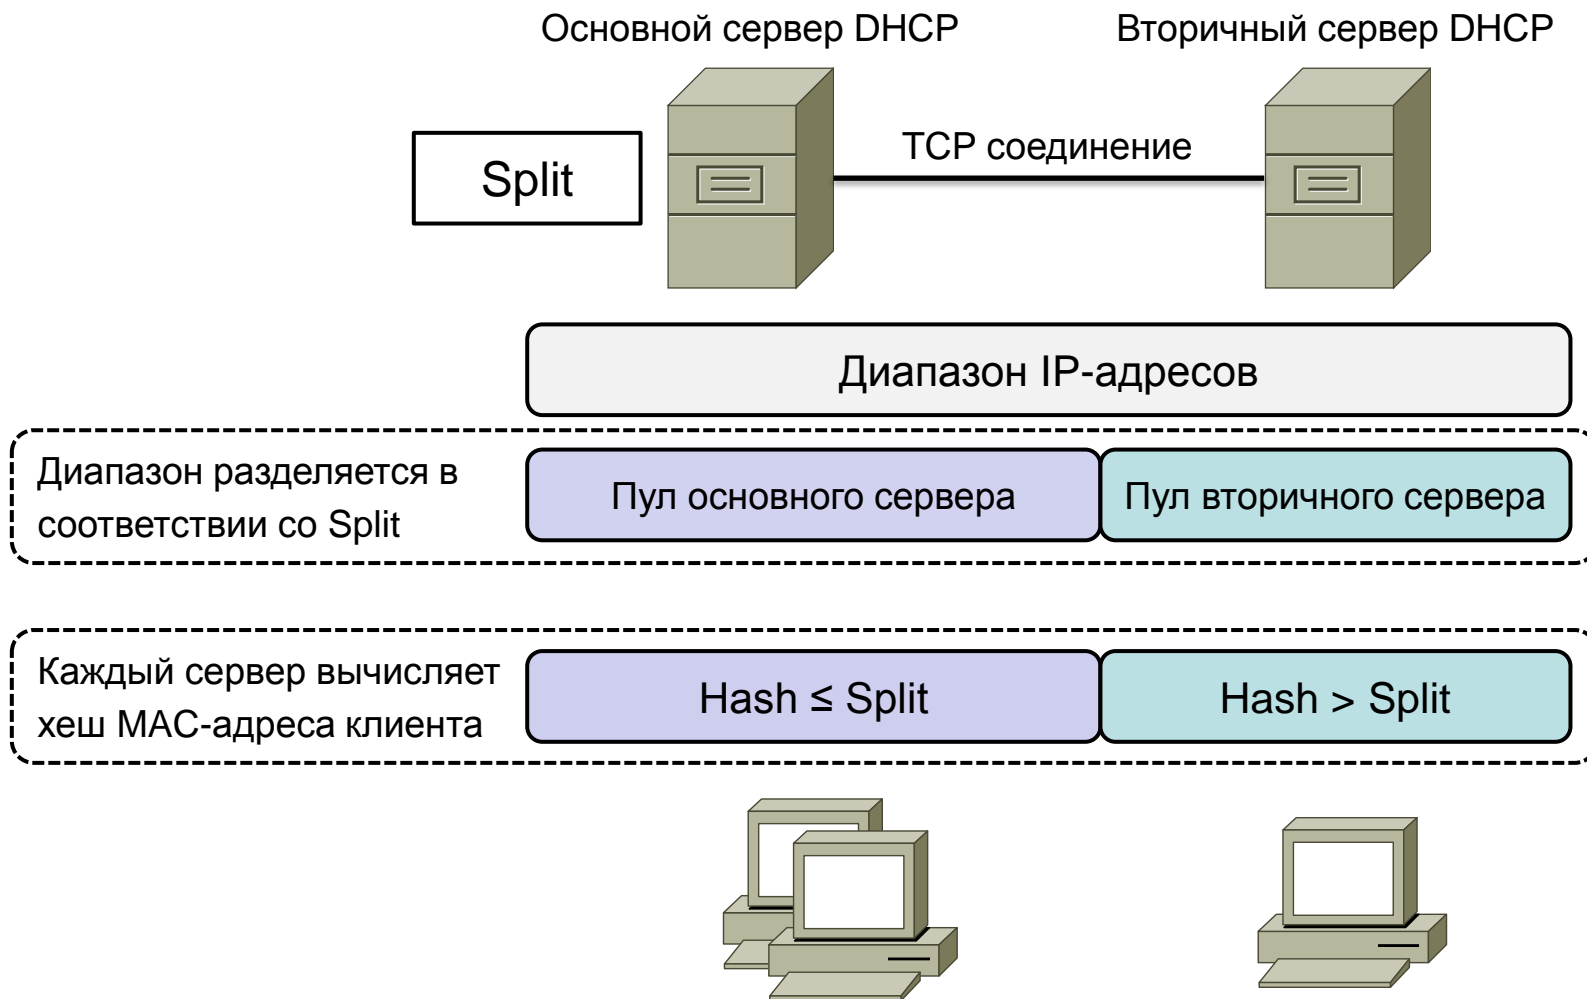 Основной сервер DHCP
Вторичный сервер DHCP
TCP соединение
Split
Диапазон IP-адресов
Диапазон разделяется в
соответствии со Split
Пул основного сервера
Пул вторичного сервера
Каждый сервер вычисляет
хеш MAC-адреса клиента
Hash ≤ Split
Hash > Split